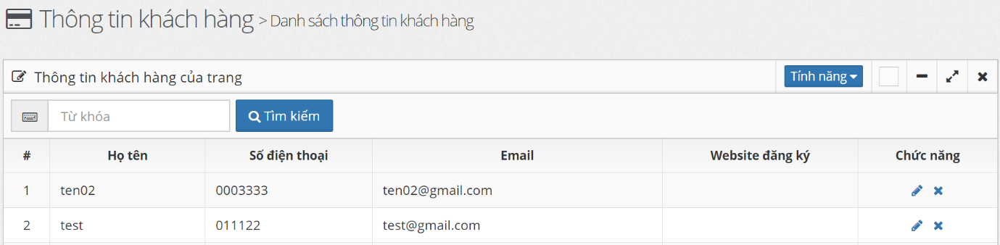 Thông tin khách hàng > Danh sách thông tin khách hàng
Thông tin khách hàng của trang
Tính năng
Từ khóa
Tìm kiếm
# Họ tên Số điện thoại Email Website đăng ký Chức năng
1 ten02 0003333 ten02@gmail.com
2 test 011122 test@gmail.com